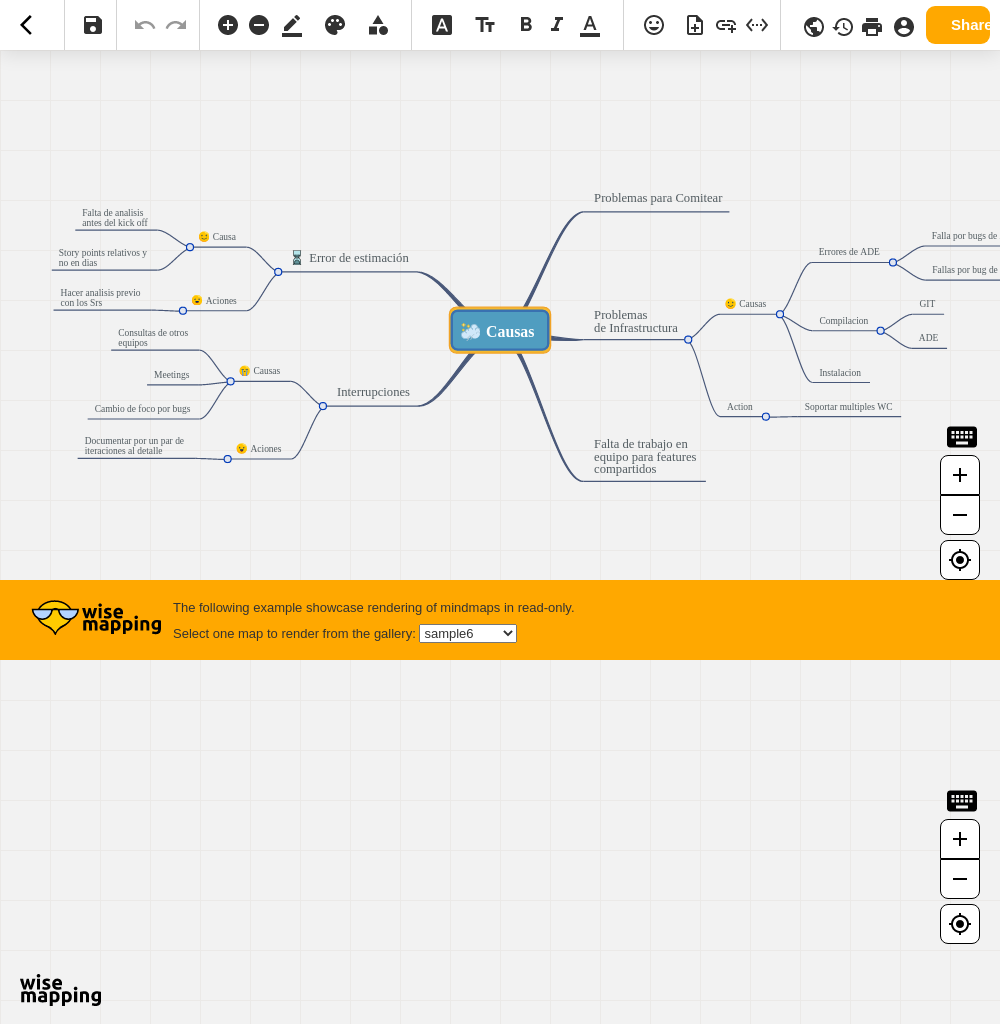 Share
Falta de analisis
antes del kick off
Causa
Story points relativos y
no en dias
Error de estimación
Hacer analisis previo
con los Srs
Aciones
Consultas de otros
equipos
Causas
Meetings
Interrupciones
Cambio de foco por bugs
Documentar por un par de
iteraciones al detalle
Aciones
Causas
Problemas para Comitear
Problemas
de Infrastructura
Causas
Errores de ADE
Falla por bugs de
Fallas por bug de
Compilacion
GIT
ADE
Instalacion
Action
Soportar multiples WC
Falta de trabajo en
equipo para features
compartidos
wise
mapping
The following example showcase rendering of mindmaps in read-only.
Select one map to render from the gallery: sample6
wise
mapping